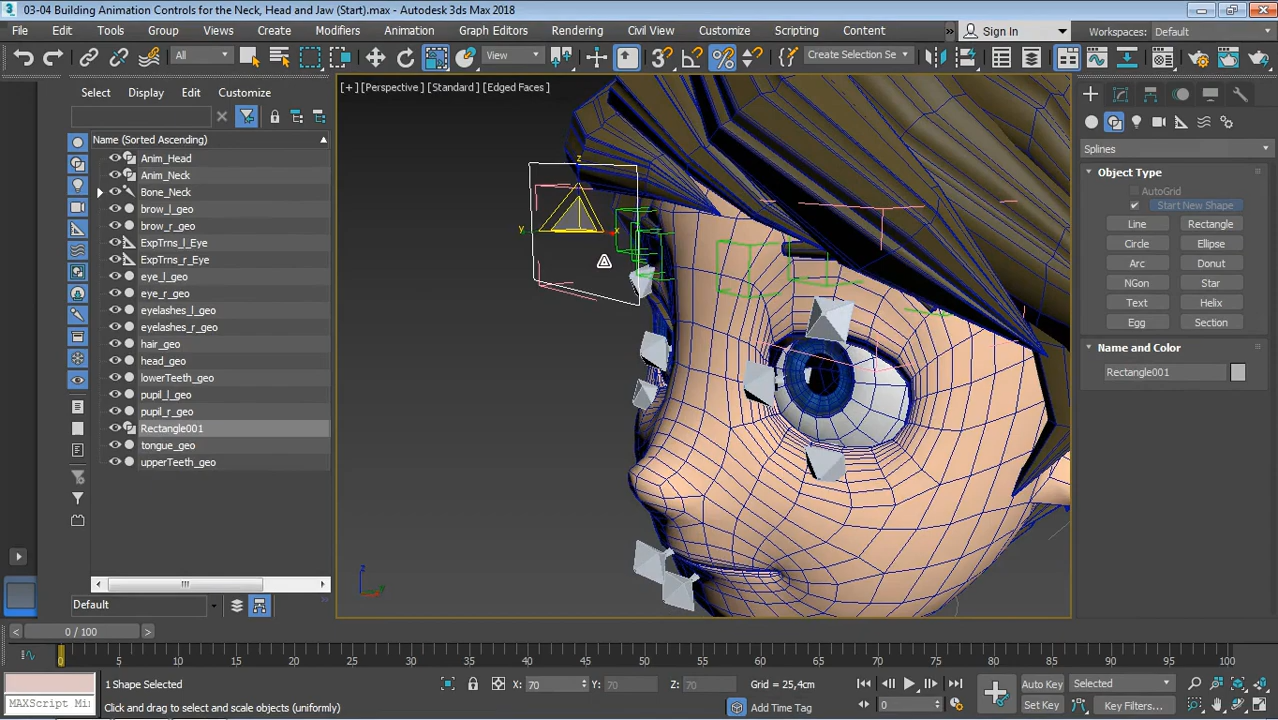 03-04 Building Animation Controls for the Neck, Head and Jaw (Start).max - Autodesk 3ds Max 2018
File Edit Tools Group Views Create Modifiers Animation Graph Editors Rendering Civil View Customize Scripting Content » Sign In Workspaces: Default
All View Create Selection Se
Select Display Edit Customize
[+] [Perspective] [Standard] [Edged Faces]
Name (Sorted Ascending)
Anim_Head
Anim_Neck
Bone_Neck
brow_l_geo
brow_r_geo
ExpTrns_l_Eye
ExpTrns_r_Eye
eye_l_geo
eye_r_geo
eyelashes_l_geo
eyelashes_r_geo
hair_geo
head_geo
lowerTeeth_geo
pupil_l_geo
pupil_r_geo
Rectangle001
tongue_geo
upperTeeth_geo
Default
z
y
x
z
y
Splines
Object Type
AutoGrid
Start New Shape
Line Rectangle
Circle Ellipse
Arc Donut
NGon Star
Text Helix
Egg Section
Name and Color
Rectangle001
0 / 100
0 5 10 15 20 25 30 35 40 45 50 55 60 65 70 75 80 85 90 95 100
1 Shape Selected X: 70 Y: 70 Z: 70 Grid = 25,4cm Auto Key Selected
MAXScript Mi Click and drag to select and scale objects (uniformly) Add Time Tag 0 Set Key Key Filters...